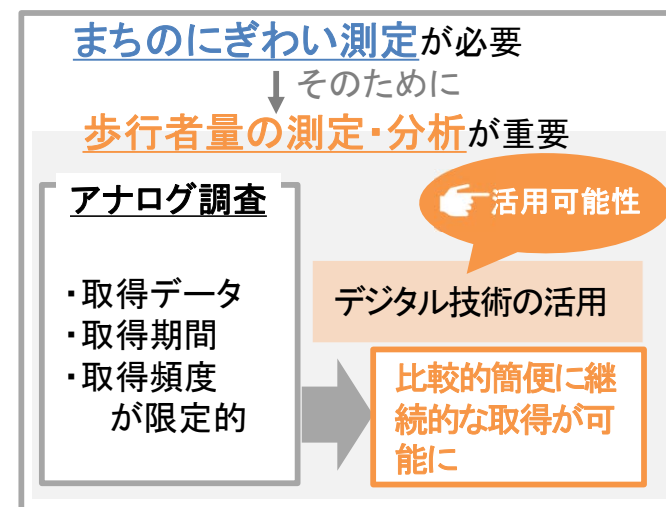 まちのにぎわい測定が必要
そのために
歩行者量の測定・分析が重要
アナログ調査
・取得データ
・取得期間
・取得頻度
が限定的
活用可能性
デジタル技術の活用
比較的簡便に継
続的な取得が可
能に